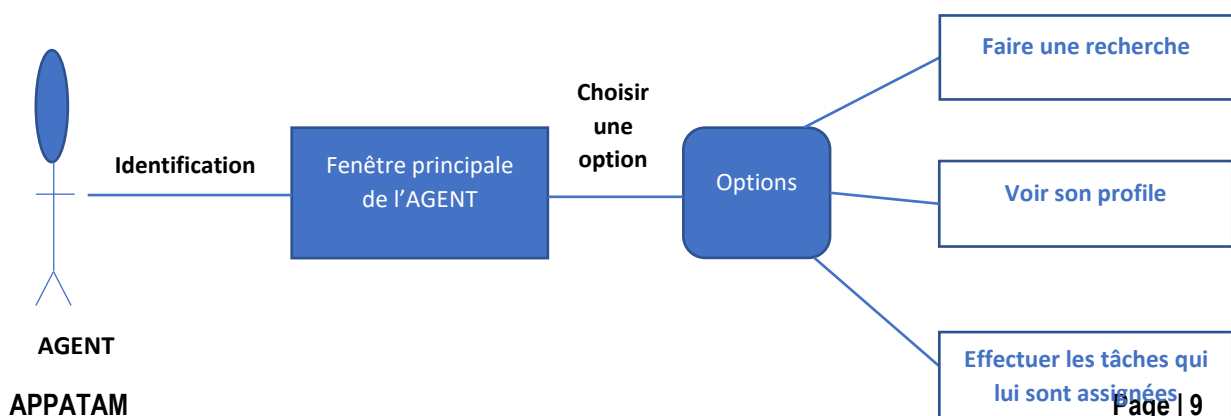 Faire une recherche
Choisir
une
option
Identification
Fenêtre principale
de l'AGENT
Options
Voir son profile
AGENT
Effectuer les tâches qui
lui sont assignées
APPATAM
Page | 9